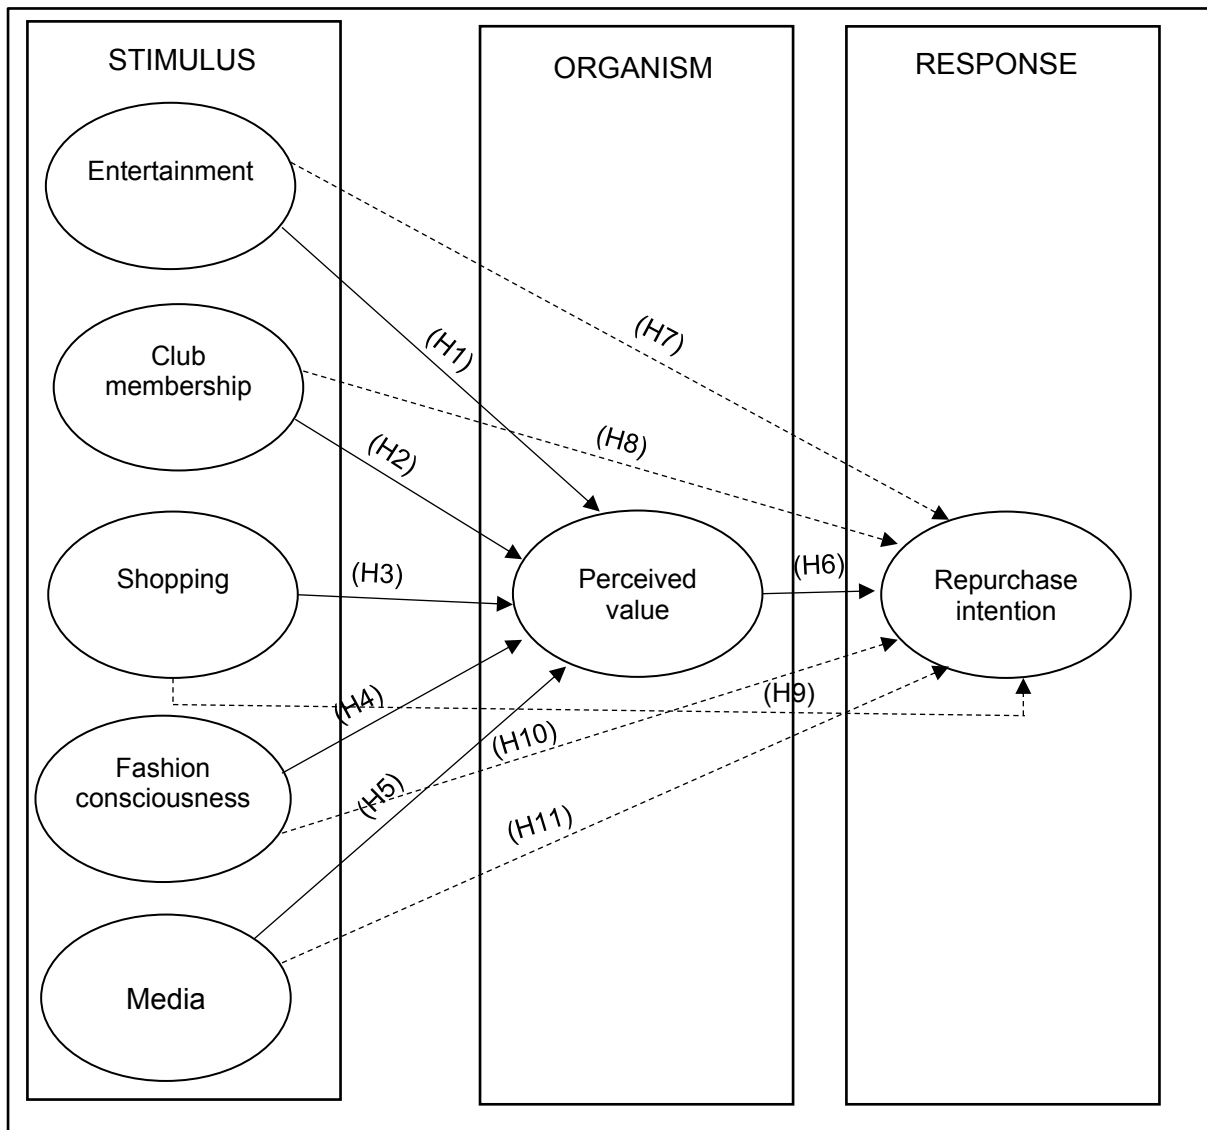 STIMULUS
ORGANISM
RESPONSE
Entertainment
(H7)
(H1)
Club
membership
(H8)
(H2)
Shopping
(H3)
Perceived
value
(H6)
Repurchase
intention
(H4)
(H9)
(H10)
Fashion
consciousness
(H5)
(H11)
Media